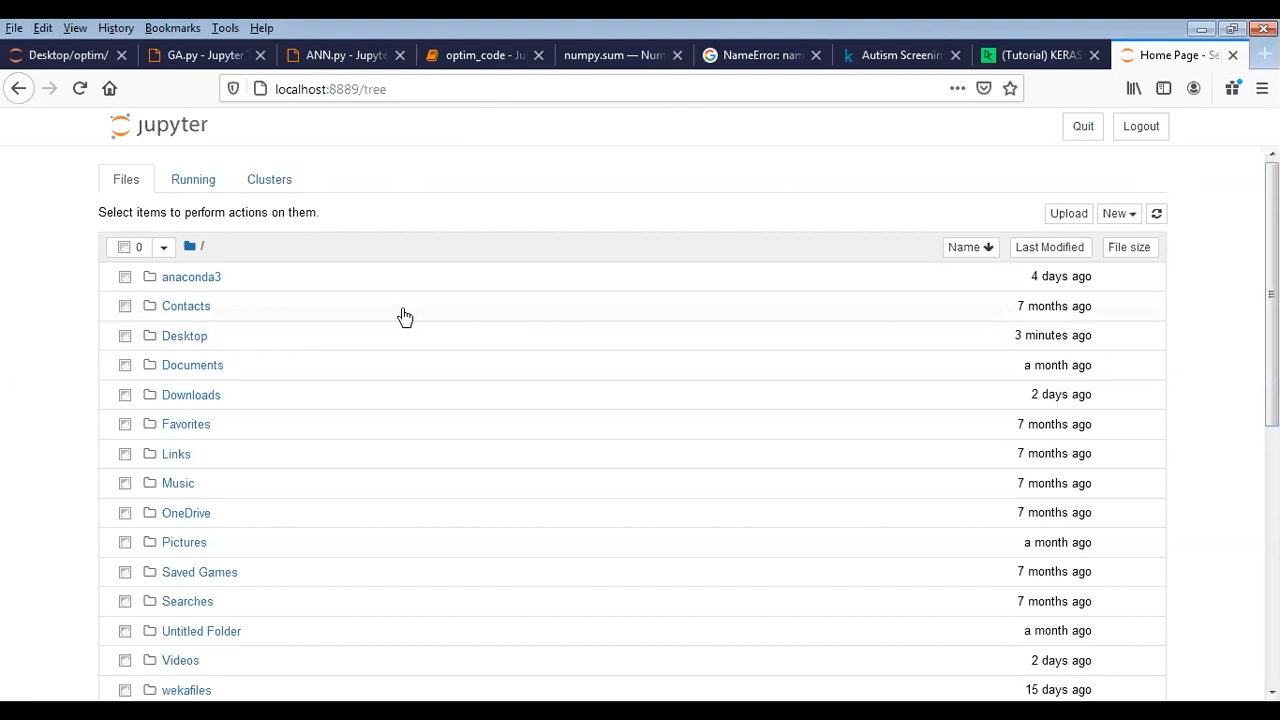 File Edit View History Bookmarks Tools Help
Desktop/optim/ GA.py - Jupyter ANN.py - Jupyte optim_code - Ju numpy.sum — Nun NameError: nam Autism Screenin (Tutorial) KERAS Home Page - Se
localhost:8889/tree
jupyter Quit Logout
Files Running Clusters
Select items to perform actions on them. Upload New
0 / Name Last Modified File size
anaconda3 4 days ago
Contacts 7 months ago
Desktop 3 minutes ago
Documents a month ago
Downloads 2 days ago
Favorites 7 months ago
Links 7 months ago
Music 7 months ago
OneDrive 7 months ago
Pictures a month ago
Saved Games 7 months ago
Searches 7 months ago
Untitled Folder a month ago
Videos 2 days ago
wekafiles 15 days ago